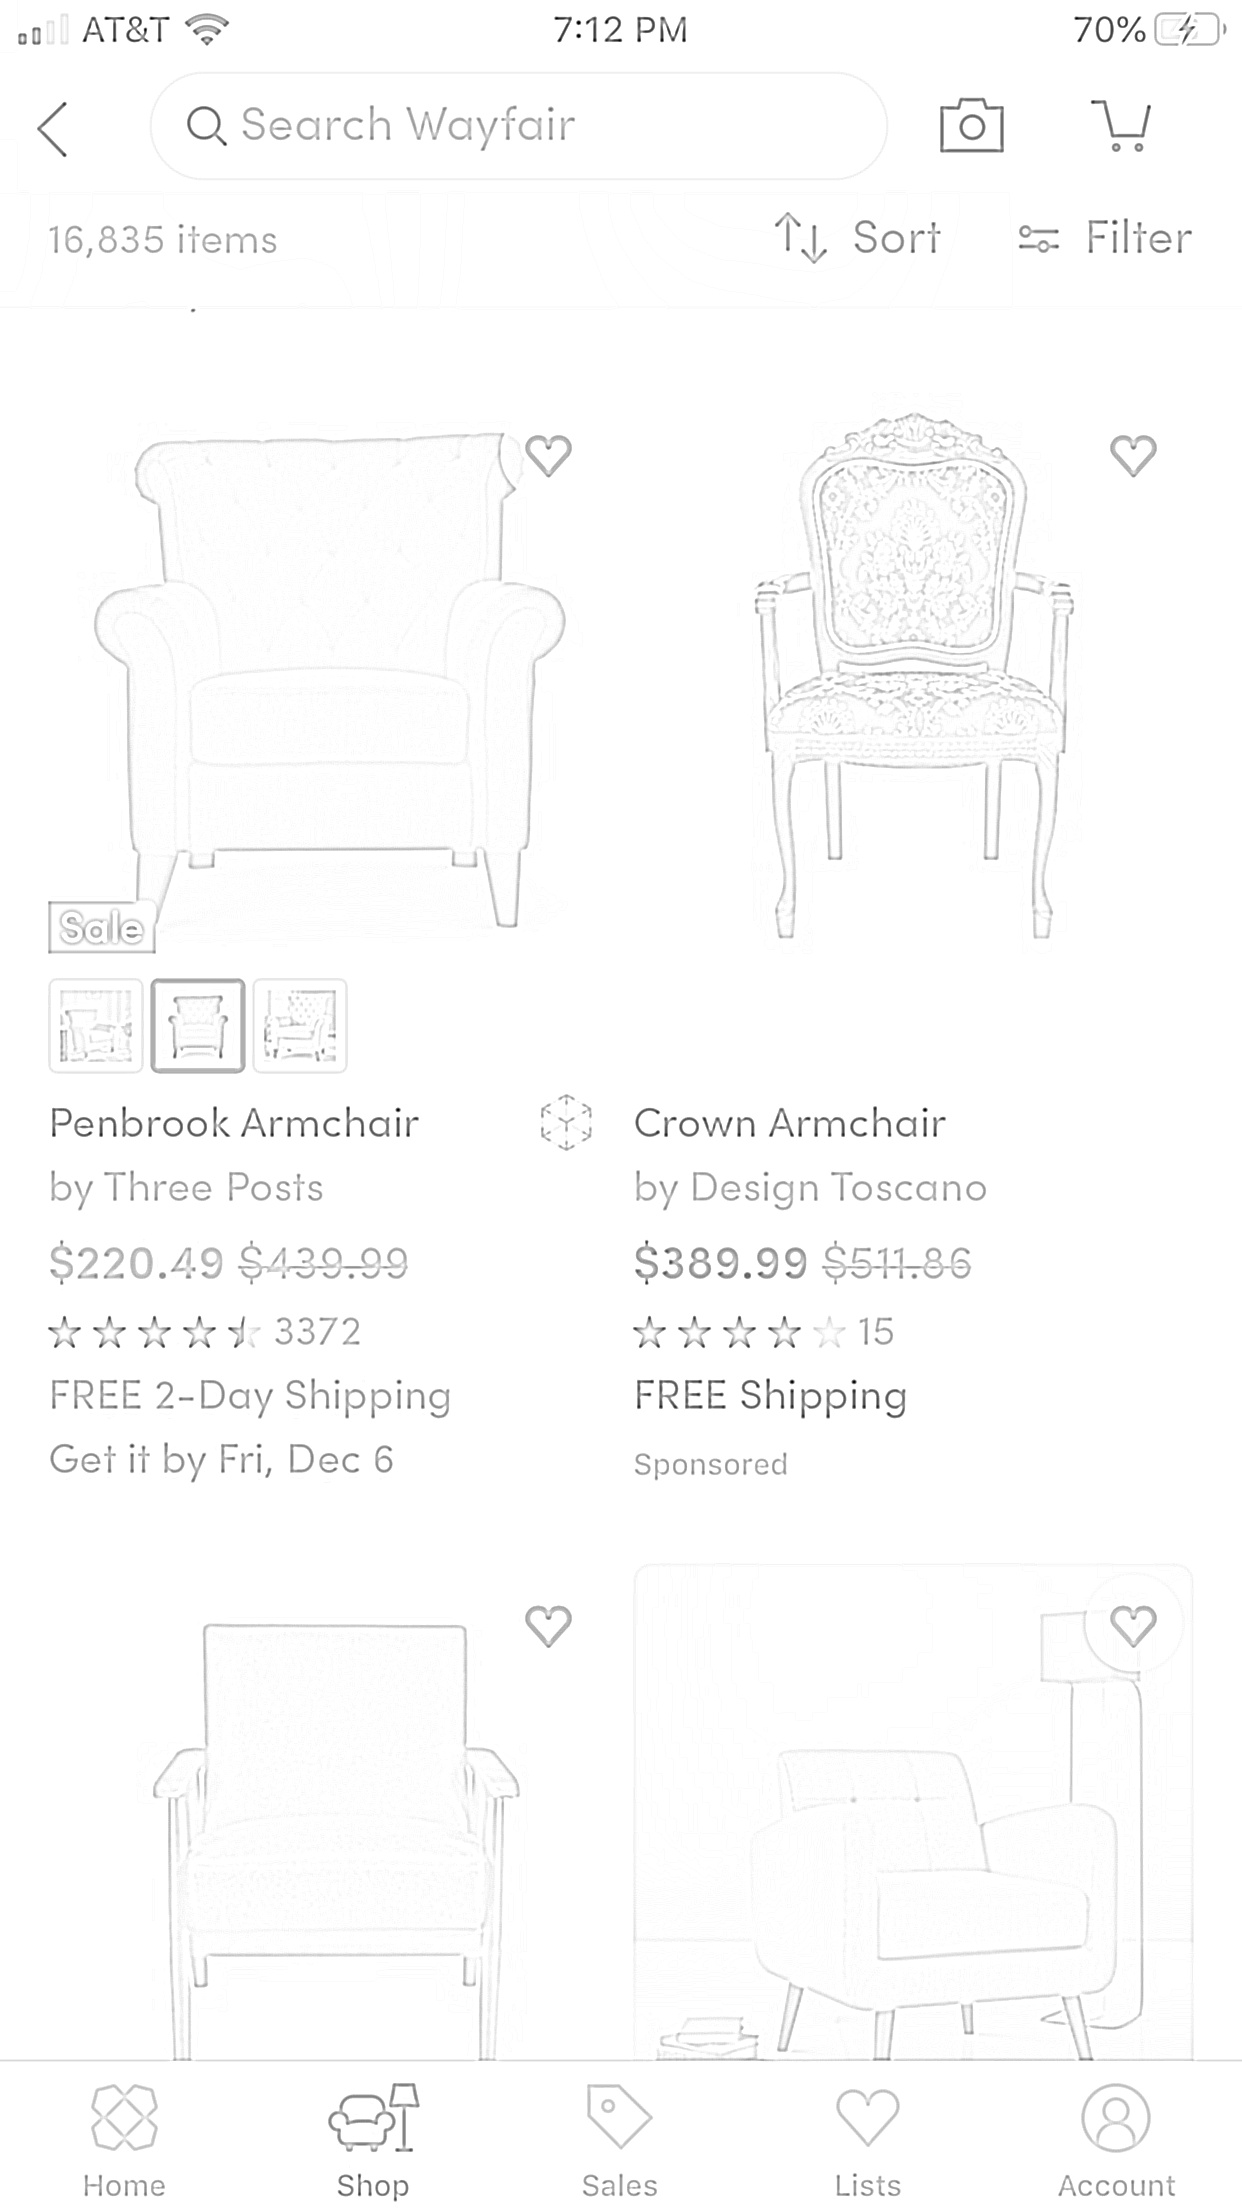 AT&T 7:12 PM 70%
Search Wayfair
16,835 items Sort Filter
Sale
Penbrook Armchair
by Three Posts
$220.49 $439.99
3372
FREE 2-Day Shipping
Get it by Fri, Dec 6
Crown Armchair
by Design Toscano
$389.99 $511.86
15
FREE Shipping
Sponsored
Home Shop Sales Lists Account